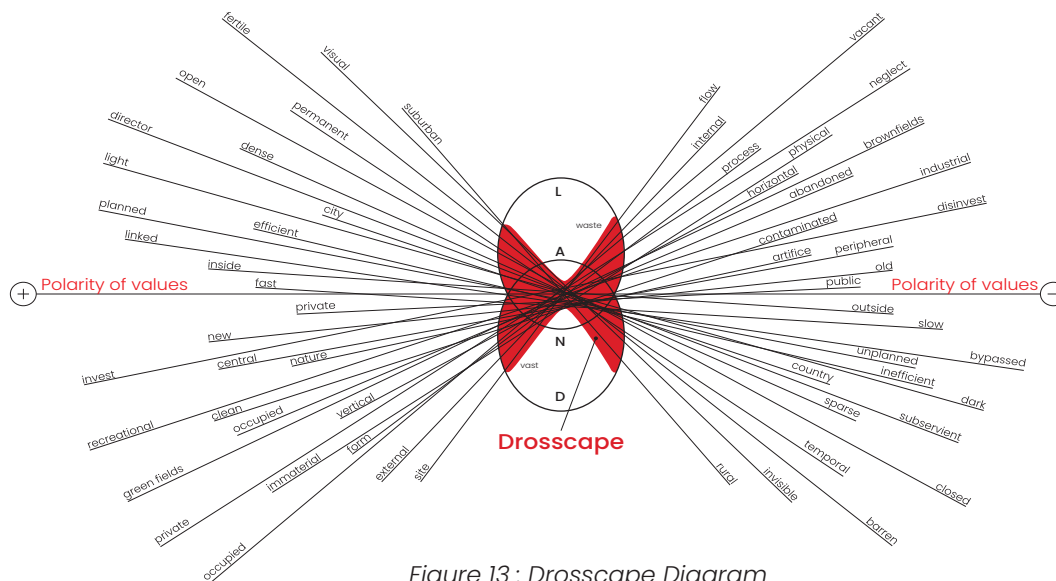 fertile
visual
open
suburban
permanent
director
dense
light
city
planned
efficient
linked
inside
fast
+
Polarity of values
private
new
central
nature
invest
clean
vertical
occupied
recreational
form
external
site
immaterial
green fields
private
occupied
L
waste
A
N
vast
D
Drosscape
vacant
neglect
flow
internal
physical
brownfields
process
horizontal
abandoned
industrial
contaminated
disinvest
artifice
peripheral
old
public
Polarity of values
−
outside
slow
unplanned
bypassed
country
inefficient
dark
sparse
subservient
temporal
rural
invisible
closed
barren
Figure 13 : Drosscape Diagram